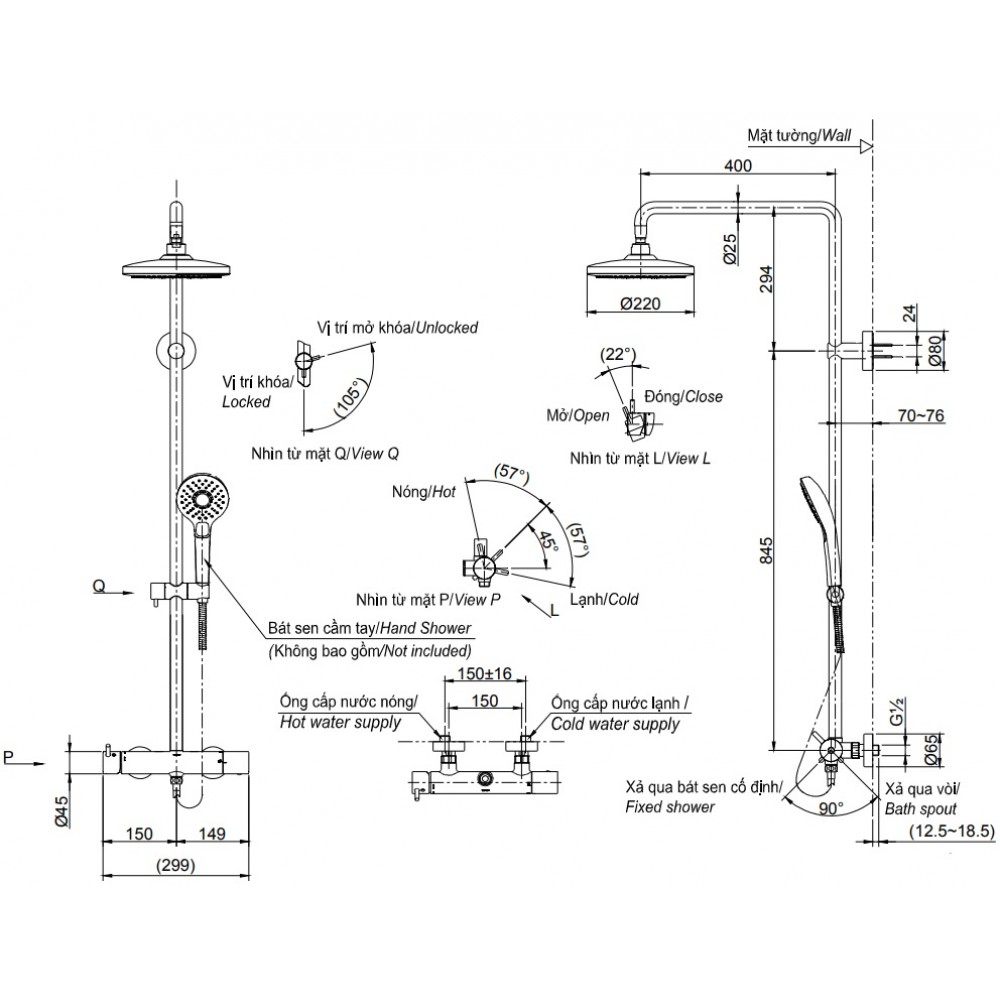 Mặt tường/Wall
400
Ø25
294
Ø220
24
Ø80
Vị trí mở khóa/Unlocked
Vị trí khóa/
Locked
(105°)
Nhìn từ mặt Q/View Q
(22°)
Đóng/Close
Mở/Open
Nhìn từ mặt L/View L
70~76
(57°)
Nóng/Hot
(57°)
45°
845
Nhìn từ mặt P/View P
Lạnh/Cold
L
Q
Bát sen cầm tay/Hand Shower
(Không bao gồm/Not included)
150±16
150
Ống cấp nước nóng/
Hot water supply/
Ống cấp nước lạnh /
Cold water supply/
G½
Ø65
P
Ø45
150
149
(299)
Xả qua bát sen cố định/
Fixed shower
90°
Xả qua vòi/
Bath spout
(12.5~18.5)